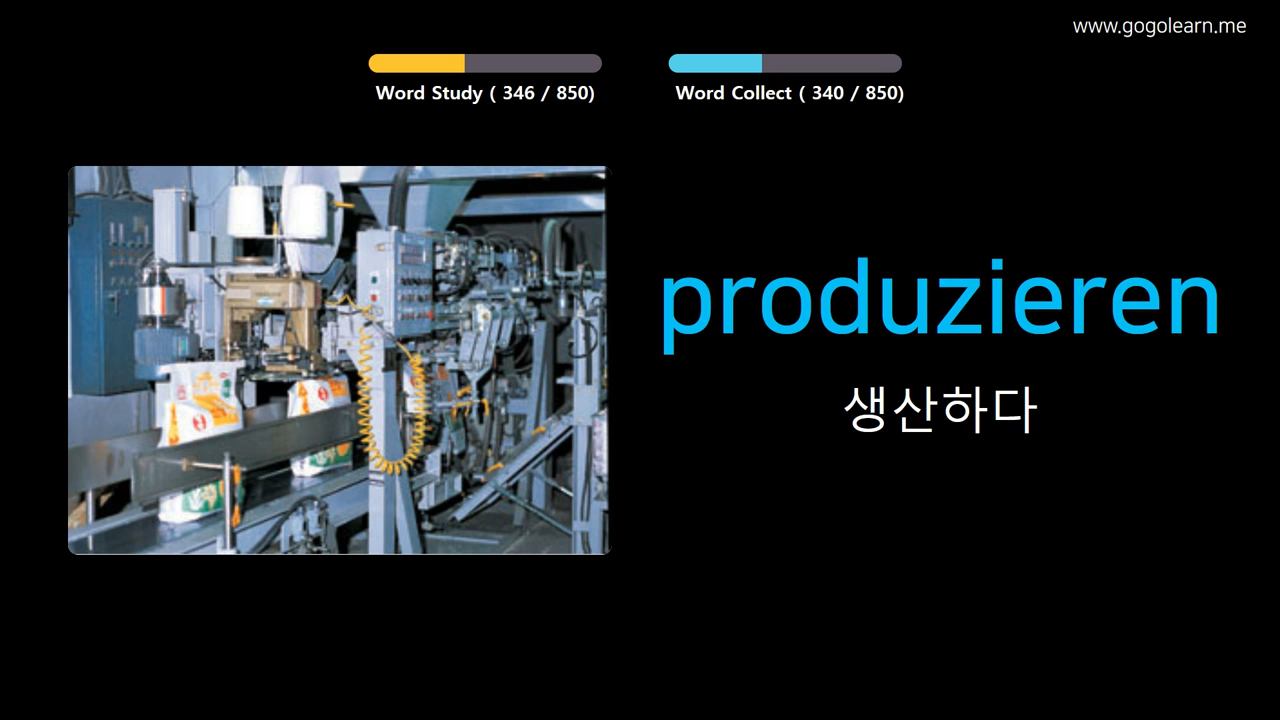 www.gogolearn.me
Word Study ( 346 / 850)
Word Collect ( 340 / 850)
produzieren
생산하다